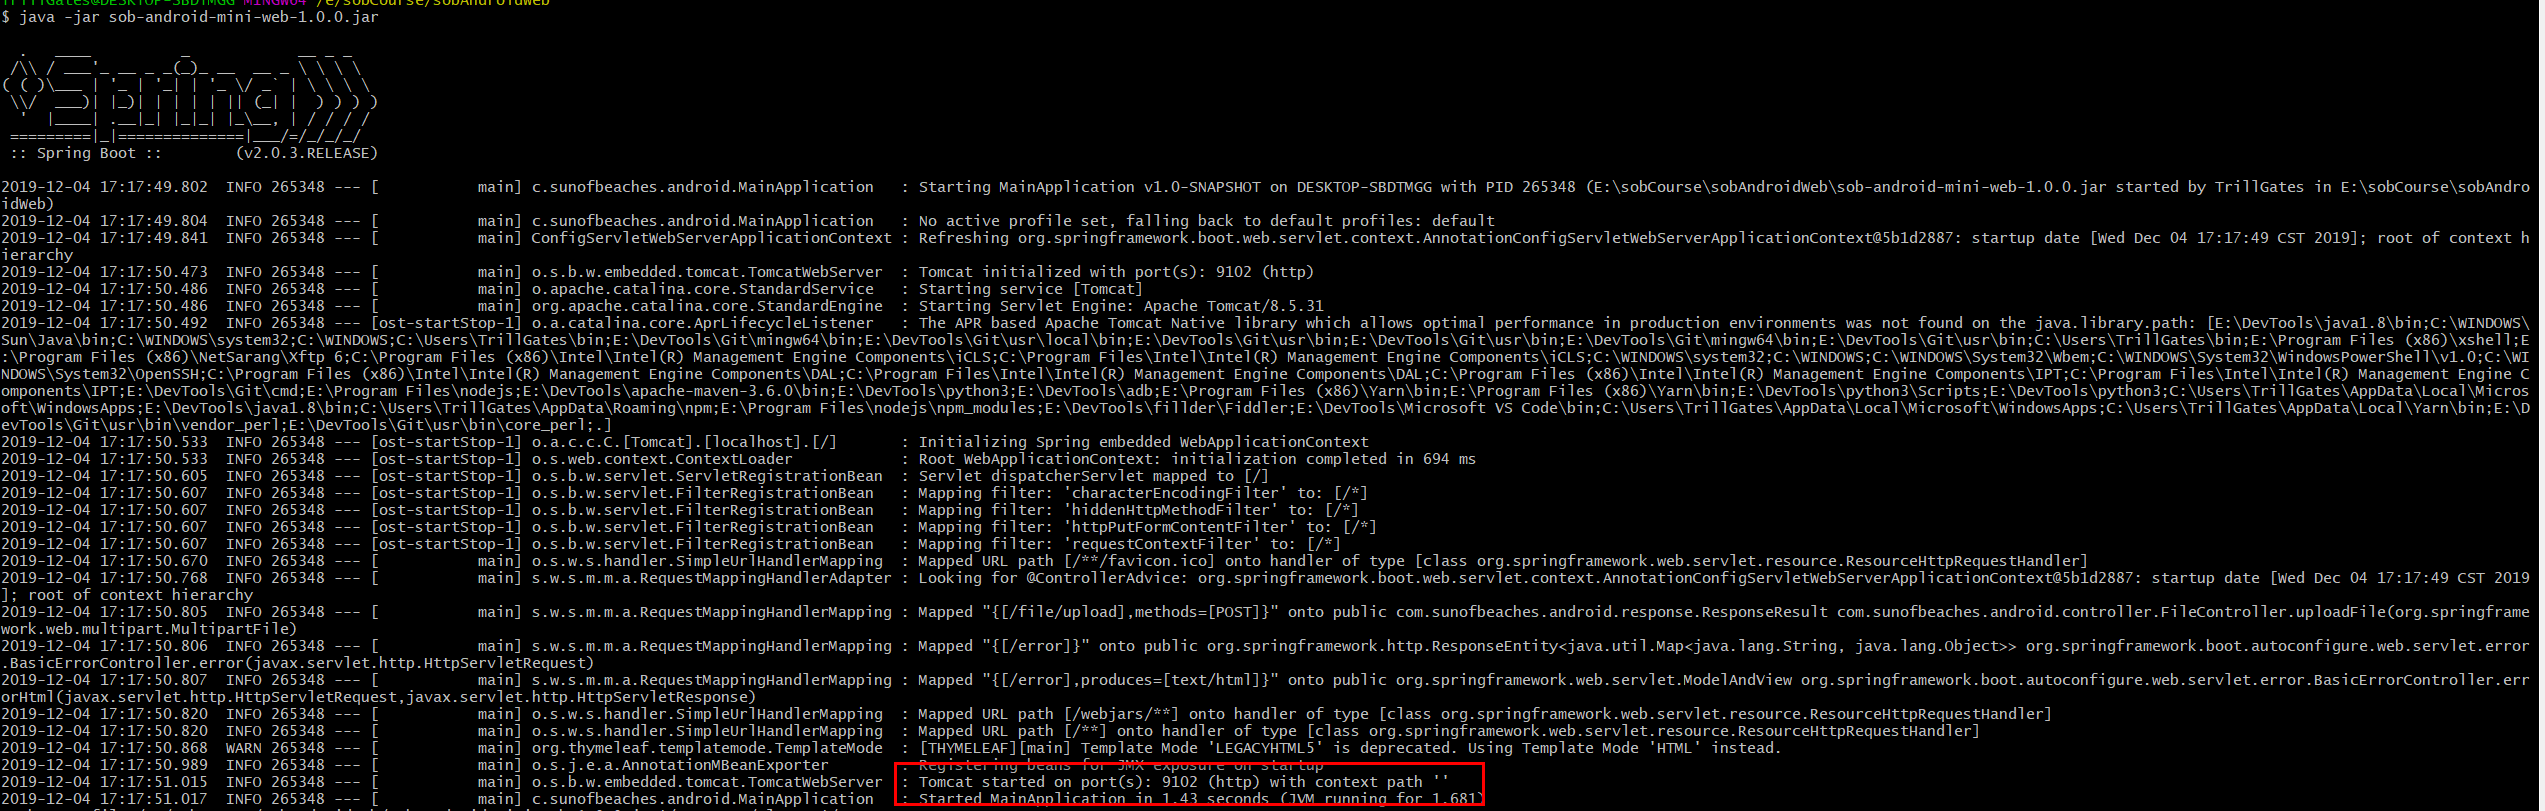 TrillGates@DESKTOP-SBDTMGG MINGW64 /e/sobCourse/sobAndroidWeb
$ java -jar sob-android-mini-web-1.0.0.jar
  .   ____          _            __ _ _
 /\\ / ___'_ __ _ _(_)_ __  __ _ \ \ \ \
( ( )\___ | '_ | '_| | '_ \/ _` | \ \ \ \
 \\/  ___)| |_)| | | | | || (_| |  ) ) ) )
  '  |____| .__|_| |_|_| |_\__, | / / / /
 =========|_|==============|___/=/_/_/_/
 :: Spring Boot ::        (v2.0.3.RELEASE)
2019-12-04 17:17:49.802  INFO 265348 --- [           main] c.sunofbeaches.android.MainApplication   : Starting MainApplication v1.0-SNAPSHOT on DESKTOP-SBDTMGG with PID 265348 (E:\sobCourse\sobAndroidWeb\sob-android-mini-web-1.0.0.jar started by TrillGates in E:\sobCourse\sobAndro
idWeb)
2019-12-04 17:17:49.804  INFO 265348 --- [           main] c.sunofbeaches.android.MainApplication   : No active profile set, falling back to default profiles: default
2019-12-04 17:17:49.841  INFO 265348 --- [           main] ConfigServletWebServerApplicationContext : Refreshing org.springframework.boot.web.servlet.context.AnnotationConfigServletWebServerApplicationContext@5b1d2887: startup date [Wed Dec 04 17:17:49 CST 2019]; root of context h
ierarchy
2019-12-04 17:17:50.473  INFO 265348 --- [           main] o.s.b.w.embedded.tomcat.TomcatWebServer  : Tomcat initialized with port(s): 9102 (http)
2019-12-04 17:17:50.486  INFO 265348 --- [           main] o.apache.catalina.core.StandardService   : Starting service [Tomcat]
2019-12-04 17:17:50.486  INFO 265348 --- [           main] org.apache.catalina.core.StandardEngine  : Starting Servlet Engine: Apache Tomcat/8.5.31
2019-12-04 17:17:50.492  INFO 265348 --- [ost-startStop-1] o.a.catalina.core.AprLifecycleListener   : The APR based Apache Tomcat Native library which allows optimal performance in production environments was not found on the java.library.path: [E:\DevTools\java1.8\bin;C:\WINDOWS\
Sun\Java\bin;C:\WINDOWS\system32;C:\WINDOWS;C:\Users\TrillGates\bin;E:\DevTools\Git\mingw64\bin;E:\DevTools\Git\usr\local\bin;E:\DevTools\Git\usr\bin;E:\DevTools\Git\usr\bin;E:\DevTools\Git\mingw64\bin;E:\DevTools\Git\usr\bin;C:\Users\TrillGates\bin;E:\Program Files (x86)\xshell;E
:\Program Files (x86)\NetSarang\Xftp 6;C:\Program Files (x86)\Intel\Intel(R) Management Engine Components\iCLS;C:\Program Files\Intel\Intel(R) Management Engine Components\iCLS;C:\WINDOWS\system32;C:\WINDOWS;C:\WINDOWS\System32\Wbem;C:\WINDOWS\System32\WindowsPowerShell\v1.0;C:\WI
NDOWS\System32\OpenSSH;C:\Program Files (x86)\Intel\Intel(R) Management Engine Components\DAL;C:\Program Files\Intel\Intel(R) Management Engine Components\DAL;C:\Program Files (x86)\Intel\Intel(R) Management Engine Components\IPT;C:\Program Files\Intel\Intel(R) Management Engine C
omponents\IPT;E:\DevTools\Git\cmd;E:\Program Files\nodejs;E:\DevTools\apache-maven-3.6.0\bin;E:\DevTools\python3;E:\DevTools\adb;E:\Program Files (x86)\Yarn\bin;E:\Program Files (x86)\Yarn\bin;E:\DevTools\python3\Scripts;E:\DevTools\python3;C:\Users\TrillGates\AppData\Local\Micros
oft\WindowsApps;E:\DevTools\java1.8\bin;C:\Users\TrillGates\AppData\Roaming\npm;E:\Program Files\nodejs\npm_modules;E:\DevTools\fillder\Fiddler;E:\DevTools\Microsoft VS Code\bin;C:\Users\TrillGates\AppData\Local\Microsoft\WindowsApps;C:\Users\TrillGates\AppData\Local\Yarn\bin;E:\D
evTools\Git\usr\bin\vendor_perl;E:\DevTools\Git\usr\bin\core_perl;.]
2019-12-04 17:17:50.533  INFO 265348 --- [ost-startStop-1] o.a.c.c.C.[Tomcat].[localhost].[/]       : Initializing Spring embedded WebApplicationContext
2019-12-04 17:17:50.533  INFO 265348 --- [ost-startStop-1] o.s.web.context.ContextLoader            : Root WebApplicationContext: initialization completed in 694 ms
2019-12-04 17:17:50.605  INFO 265348 --- [ost-startStop-1] o.s.b.w.servlet.ServletRegistrationBean  : Servlet dispatcherServlet mapped to [/]
2019-12-04 17:17:50.607  INFO 265348 --- [ost-startStop-1] o.s.b.w.servlet.FilterRegistrationBean   : Mapping filter: 'characterEncodingFilter' to: [/*]
2019-12-04 17:17:50.607  INFO 265348 --- [ost-startStop-1] o.s.b.w.servlet.FilterRegistrationBean   : Mapping filter: 'hiddenHttpMethodFilter' to: [/*]
2019-12-04 17:17:50.607  INFO 265348 --- [ost-startStop-1] o.s.b.w.servlet.FilterRegistrationBean   : Mapping filter: 'httpPutFormContentFilter' to: [/*]
2019-12-04 17:17:50.607  INFO 265348 --- [ost-startStop-1] o.s.b.w.servlet.FilterRegistrationBean   : Mapping filter: 'requestContextFilter' to: [/*]
2019-12-04 17:17:50.670  INFO 265348 --- [           main] o.s.w.s.handler.SimpleUrlHandlerMapping  : Mapped URL path [/**/favicon.ico] onto handler of type [class org.springframework.web.servlet.resource.ResourceHttpRequestHandler]
2019-12-04 17:17:50.768  INFO 265348 --- [           main] s.w.s.m.m.a.RequestMappingHandlerAdapter : Looking for @ControllerAdvice: org.springframework.boot.web.servlet.context.AnnotationConfigServletWebServerApplicationContext@5b1d2887: startup date [Wed Dec 04 17:17:49 CST 2019
]; root of context hierarchy
2019-12-04 17:17:50.805  INFO 265348 --- [           main] s.w.s.m.m.a.RequestMappingHandlerMapping : Mapped "{[/file/upload],methods=[POST]}" onto public com.sunofbeaches.android.response.ResponseResult com.sunofbeaches.android.controller.FileController.uploadFile(org.springframe
work.web.multipart.MultipartFile)
2019-12-04 17:17:50.806  INFO 265348 --- [           main] s.w.s.m.m.a.RequestMappingHandlerMapping : Mapped "{[/error]}" onto public org.springframework.http.ResponseEntity<java.util.Map<java.lang.String, java.lang.Object>> org.springframework.boot.autoconfigure.web.servlet.error
.BasicErrorController.error(javax.servlet.http.HttpServletRequest)
2019-12-04 17:17:50.807  INFO 265348 --- [           main] s.w.s.m.m.a.RequestMappingHandlerMapping : Mapped "{[/error],produces=[text/html]}" onto public org.springframework.web.servlet.ModelAndView org.springframework.boot.autoconfigure.web.servlet.error.BasicErrorController.err
orHtml(javax.servlet.http.HttpServletRequest,javax.servlet.http.HttpServletResponse)
2019-12-04 17:17:50.820  INFO 265348 --- [           main] o.s.w.s.handler.SimpleUrlHandlerMapping  : Mapped URL path [/webjars/**] onto handler of type [class org.springframework.web.servlet.resource.ResourceHttpRequestHandler]
2019-12-04 17:17:50.820  INFO 265348 --- [           main] o.s.w.s.handler.SimpleUrlHandlerMapping  : Mapped URL path [/**] onto handler of type [class org.springframework.web.servlet.resource.ResourceHttpRequestHandler]
2019-12-04 17:17:50.868  WARN 265348 --- [           main] org.thymeleaf.templatemode.TemplateMode  : [THYMELEAF][main] Template Mode 'LEGACYHTML5' is deprecated. Using Template Mode 'HTML' instead.
2019-12-04 17:17:50.989  INFO 265348 --- [           main] o.s.j.e.a.AnnotationMBeanExporter        : Registering beans for JMX exposure on startup
2019-12-04 17:17:51.015  INFO 265348 --- [           main] o.s.b.w.embedded.tomcat.TomcatWebServer  : Tomcat started on port(s): 9102 (http) with context path ''
2019-12-04 17:17:51.017  INFO 265348 --- [           main] c.sunofbeaches.android.MainApplication   : Started MainApplication in 1.43 seconds (JVM running for 1.681)